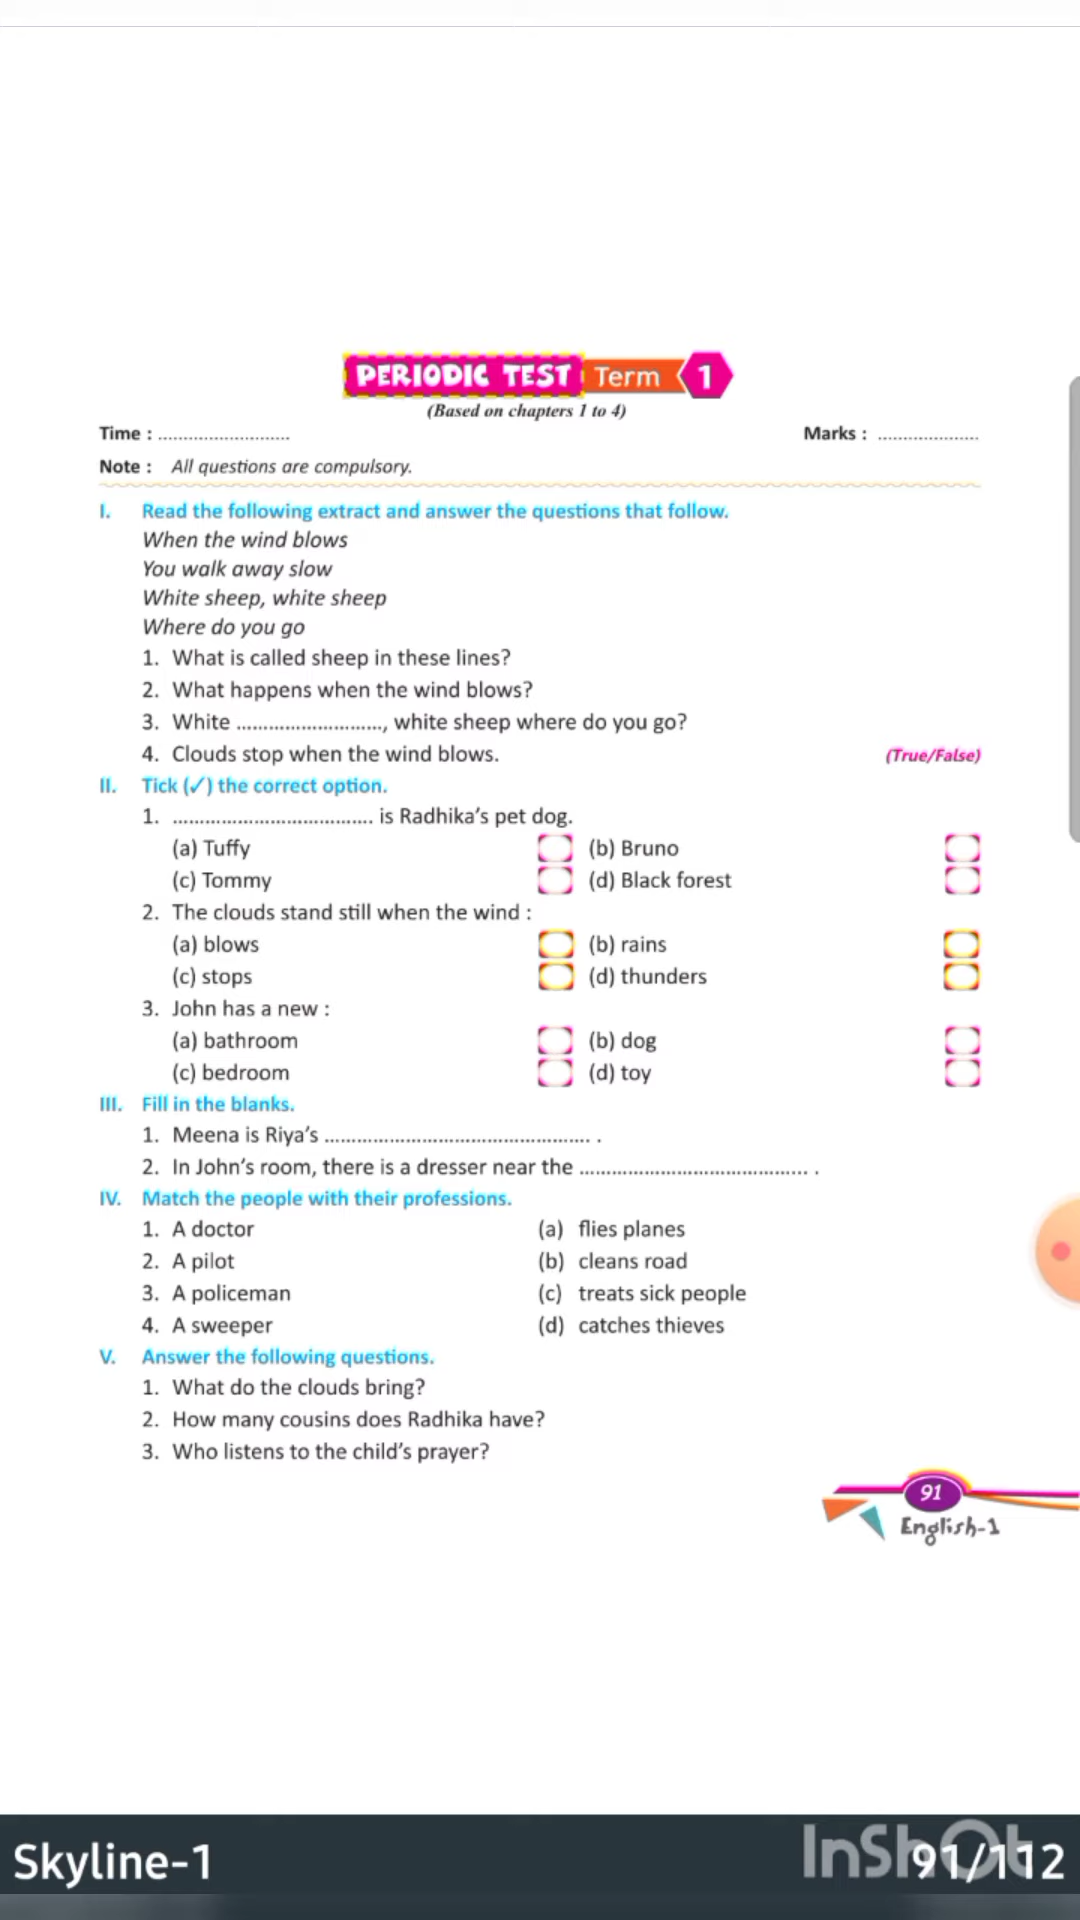 PERIODIC TEST Term 1
(Based on chapters 1 to 4)
Time : .......................... Marks : ....................
Note : All questions are compulsory.
I. Read the following extract and answer the questions that follow.
When the wind blows
You walk away slow
White sheep, white sheep
Where do you go
1. What is called sheep in these lines?
2. What happens when the wind blows?
3. White ..........................., white sheep where do you go?
4. Clouds stop when the wind blows. (True/False)
II. Tick (✓) the correct option.
1. ..................................... is Radhika's pet dog.
(a) Tuffy (b) Bruno
(c) Tommy (d) Black forest
2. The clouds stand still when the wind :
(a) blows (b) rains
(c) stops (d) thunders
3. John has a new :
(a) bathroom (b) dog
(c) bedroom (d) toy
III. Fill in the blanks.
1. Meena is Riya's ................................................. .
2. In John's room, there is a dresser near the .......................................... .
IV. Match the people with their professions.
1. A doctor (a) flies planes
2. A pilot (b) cleans road
3. A policeman (c) treats sick people
4. A sweeper (d) catches thieves
V. Answer the following questions.
1. What do the clouds bring?
2. How many cousins does Radhika have?
3. Who listens to the child's prayer?
91
English-1
Skyline-1 InShOt 91/112